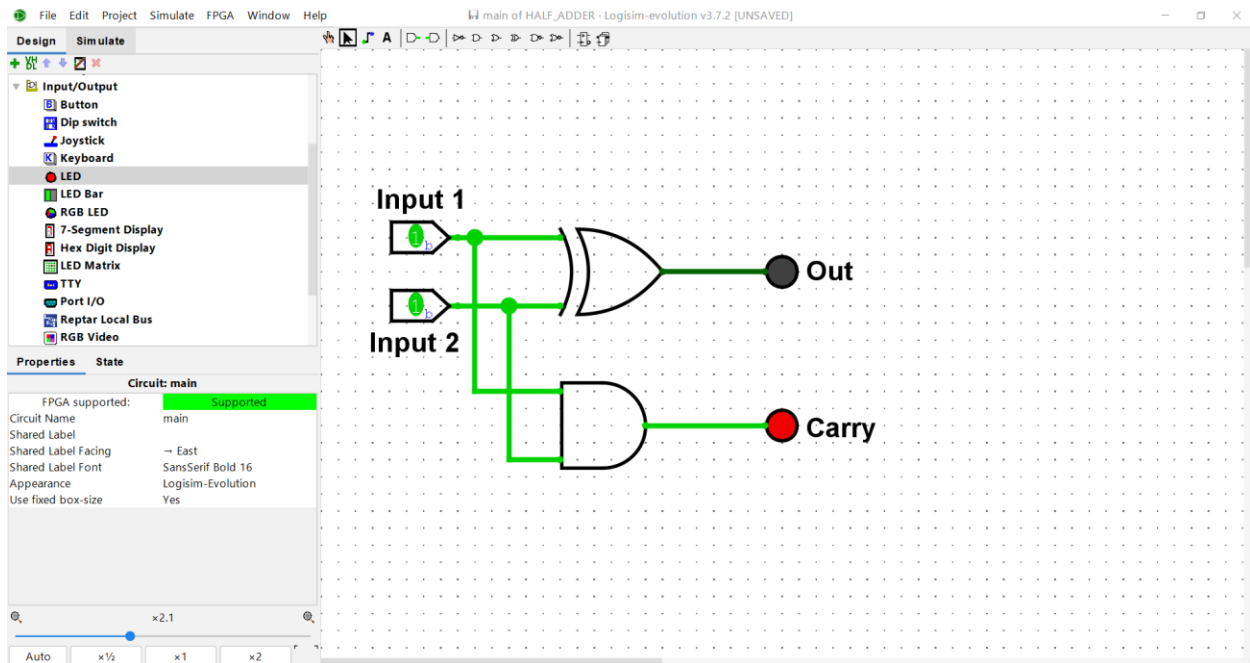 File Edit Project Simulate FPGA Window Help
main of HALF_ADDER · Logisim-evolution v3.7.2 [UNSAVED]
Design Simulate
A
VH
DL
Input/Output
Button
Dip switch
Joystick
Keyboard
LED
LED Bar
RGB LED
7-Segment Display
Hex Digit Display
LED Matrix
TTY
Port I/O
Reptar Local Bus
RGB Video
Input 1
1 b
1 b
Input 2
Out
Carry
Properties State
Circuit: main
FPGA supported: Supported
Circuit Name main
Shared Label
Shared Label Facing → East
Shared Label Font SansSerif Bold 16
Appearance Logisim-Evolution
Use fixed box-size Yes
×2.1
Auto ×½ ×1 ×2